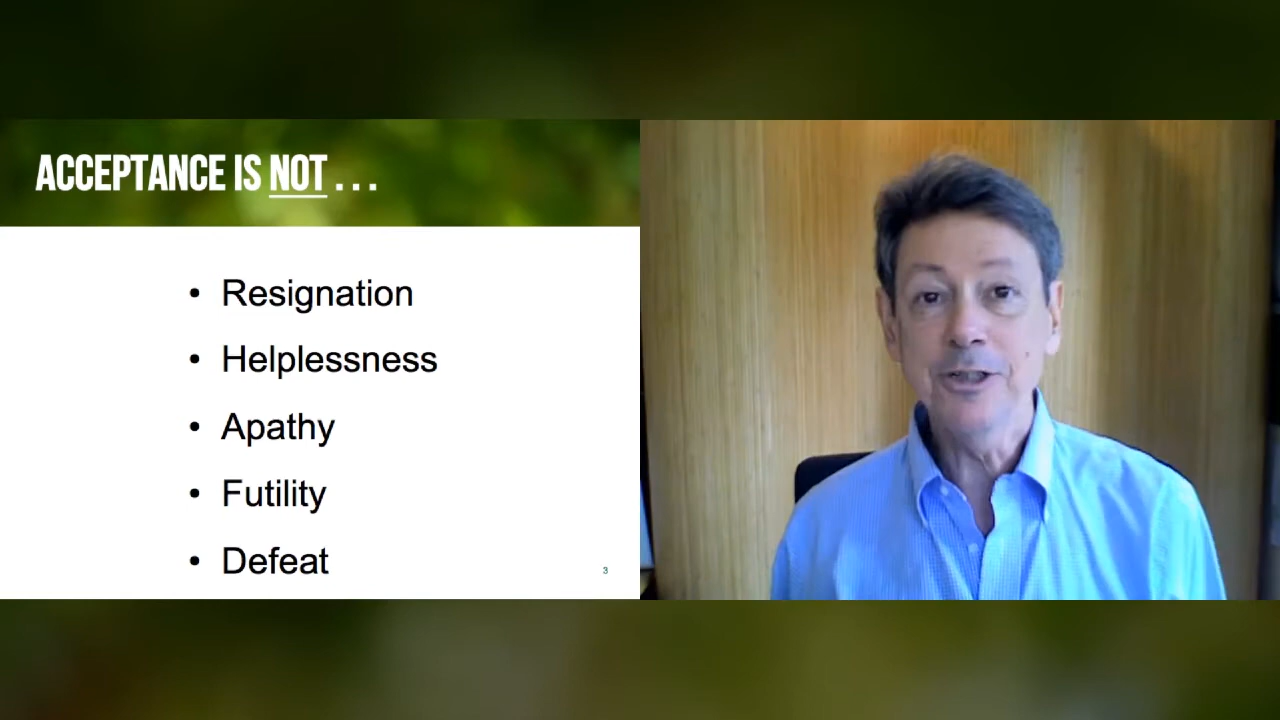 ACCEPTANCE IS NOT ...
• Resignation
• Helplessness
• Apathy
• Futility
• Defeat
3